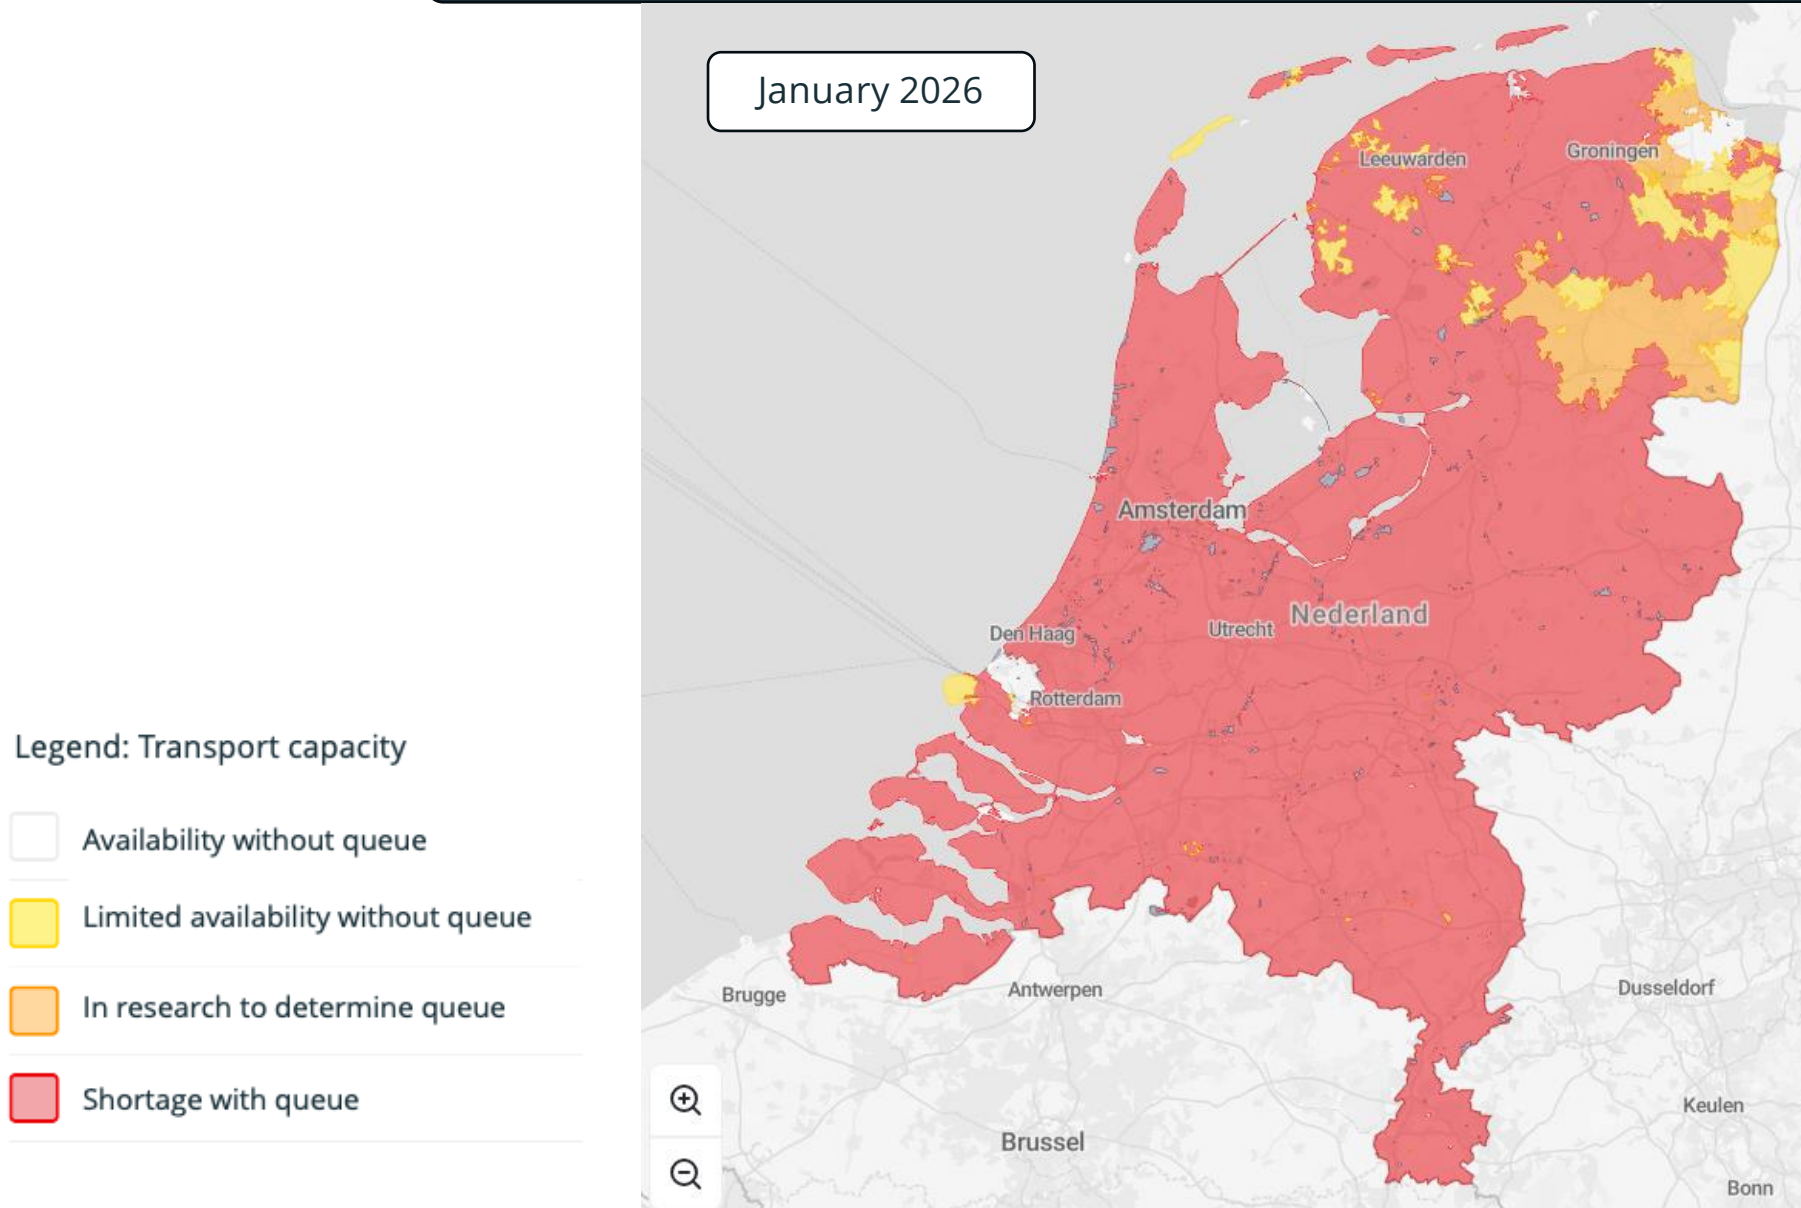 January 2026
Leeuwarden
Groningen
Amsterdam
Nederland
Utrecht
Den Haag
Rotterdam
Legend: Transport capacity
Availability without queue
Limited availability without queue
In research to determine queue
Shortage with queue
Brugge
Antwerpen
Dusseldorf
Keulen
Brussel
Bonn